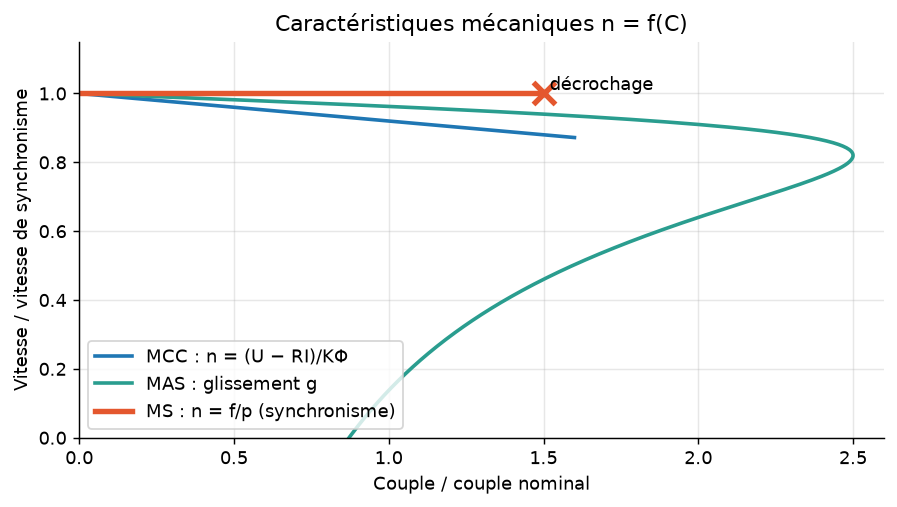 Caractéristiques mécaniques n = f(C)
Vitesse / vitesse de synchronisme
1.0
0.8
0.6
0.4
0.2
0.0
décrochage
MCC : n = (U − RI)/KΦ
MAS : glissement g
MS : n = f/p (synchronisme)
0.0 0.5 1.0 1.5 2.0 2.5
Couple / couple nominal